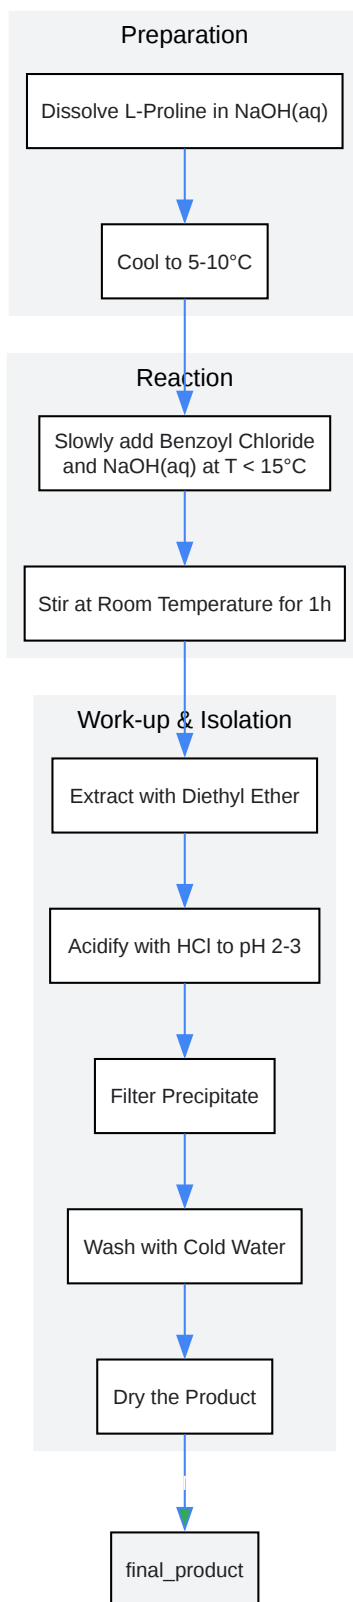 Preparation
Dissolve L-Proline in NaOH(aq)
Cool to 5-10°C
Reaction
Slowly add Benzoyl Chloride
and NaOH(aq) at T < 15°C
Stir at Room Temperature for 1h
Work-up & Isolation
Extract with Diethyl Ether
Acidify with HCl to pH 2-3
Filter Precipitate
Wash with Cold Water
Dry the Product
final_product